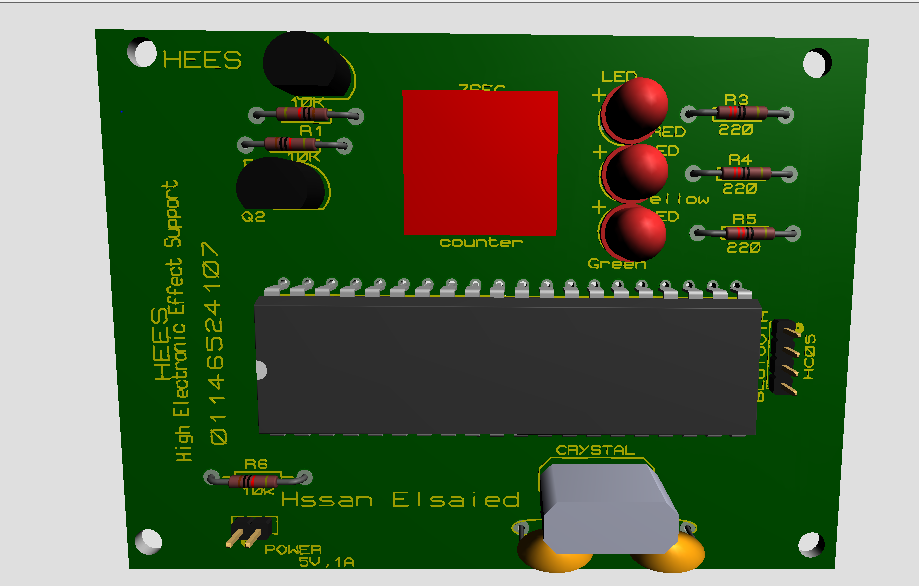 HEES
10K
R1
10K
Q2
counter
LED
+
RED
+
ellow
+
Green
R3
220
R4
220
R5
220
HEES
High Electronic Effect Support
01146524107
HC05
CRYSTAL
R6
10K
Hssan Elsaied
POWER
5V,1A